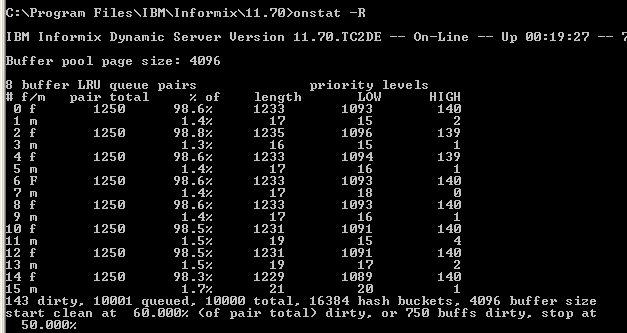 C:\Program Files\IBM\Informix\11.70>onstat -R
IBM Informix Dynamic Server Version 11.70.TC2DE -- On-Line -- Up 00:19:27 -- 7
Buffer pool page size: 4096
8 buffer LRU queue pairs priority levels
# f/m pair total % of length LOW HIGH
0 f 1250 98.6% 1233 1093 140
1 m 1.4% 17 15 2
2 f 1250 98.8% 1235 1096 139
3 m 1.3% 16 15 1
4 f 1250 98.6% 1233 1094 139
5 m 1.4% 17 16 1
6 F 1250 98.6% 1233 1093 140
7 m 1.4% 17 18 0
8 f 1250 98.6% 1233 1093 140
9 m 1.4% 17 16 1
10 f 1250 98.5% 1231 1091 140
11 m 1.5% 19 15 4
12 f 1250 98.5% 1231 1091 140
13 m 1.5% 19 17 2
14 f 1250 98.3% 1229 1089 140
15 m 1.7% 21 20 1
143 dirty, 10001 queued, 10000 total, 16384 hash buckets, 4096 buffer size
start clean at 60.000% (of pair total) dirty, or 750 buffs dirty, stop at
50.000%